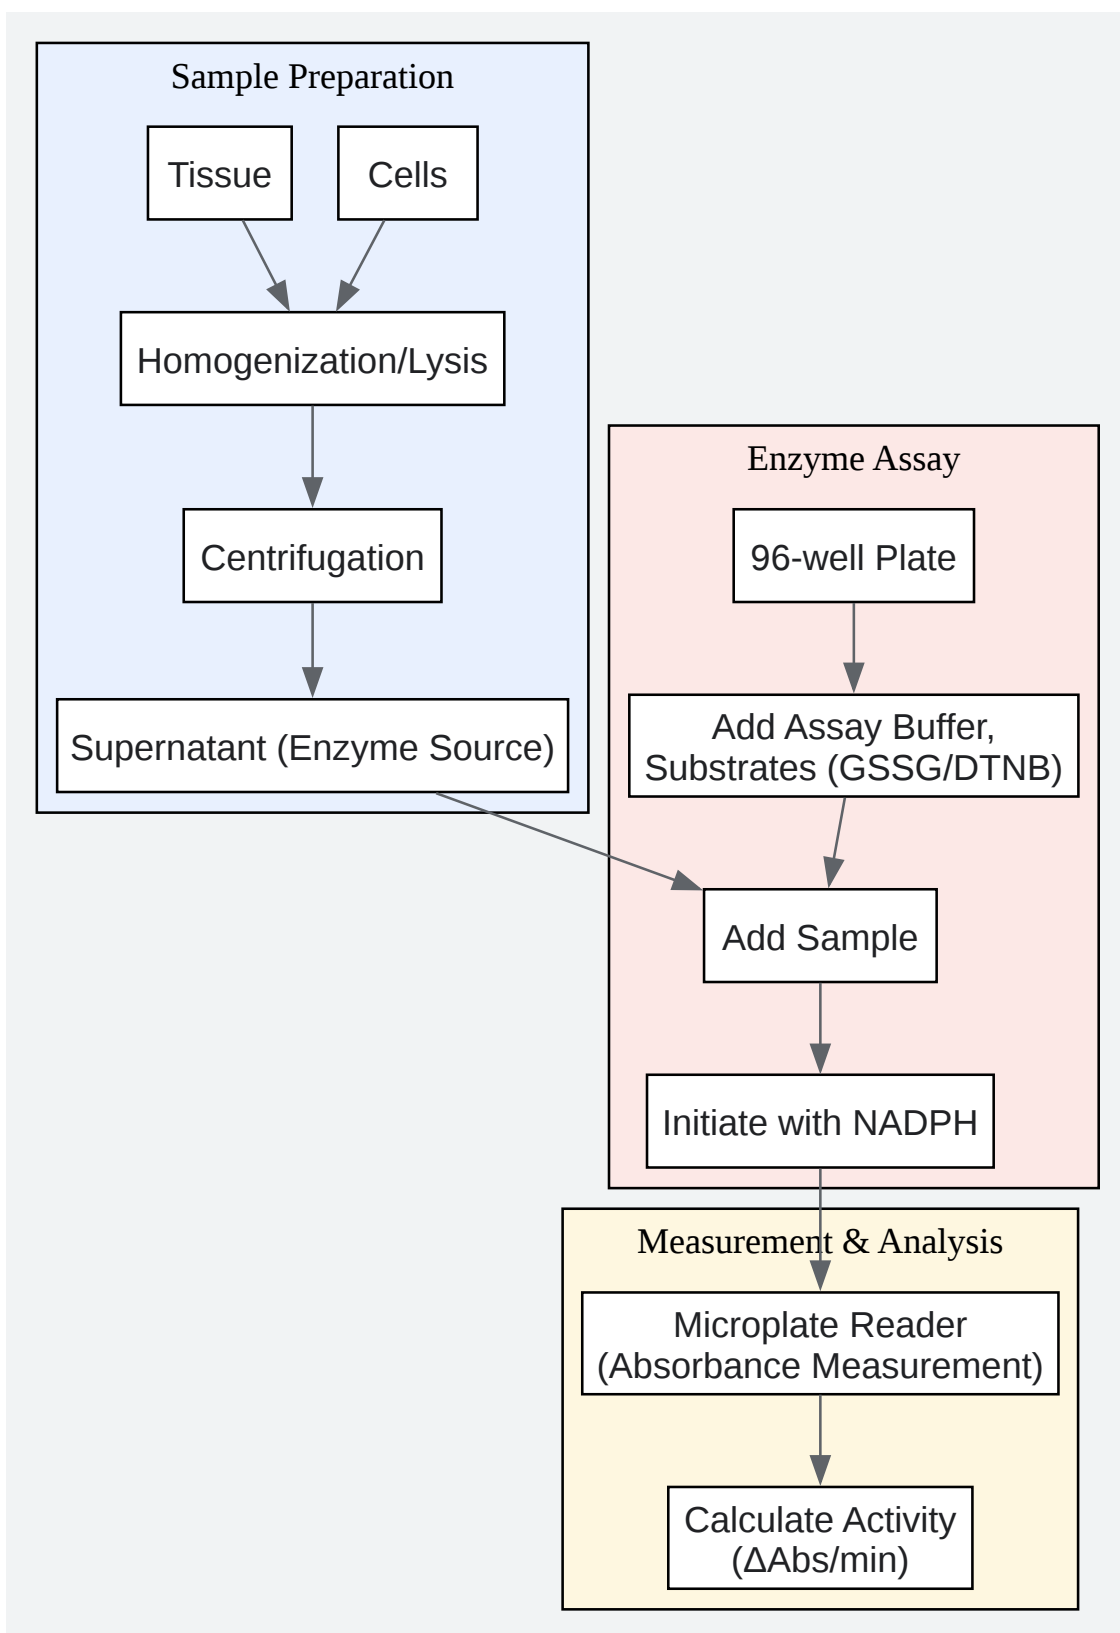 Sample Preparation
Tissue
Cells
Homogenization/Lysis
Centrifugation
Supernatant (Enzyme Source)
Enzyme Assay
96-well Plate
Add Assay Buffer,
Substrates (GSSG/DTNB)
Add Sample
Initiate with NADPH
Measurement & Analysis
Microplate Reader
(Absorbance Measurement)
Calculate Activity
(ΔAbs/min)